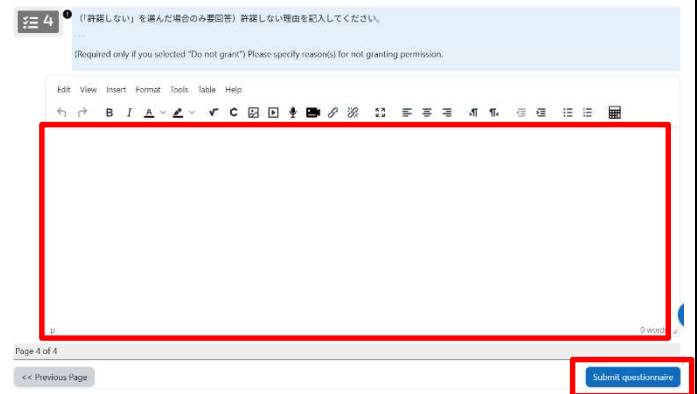 4
(「許諾しない」を選んだ場合のみ要回答）許諾しない理由を記入してください。
(Required only if you selected "Do not grant") Please specify reason(s) for not granting permission.
Edit View Insert Format Tools Table Help
B I A C
p
0 words
Page 4 of 4
<< Previous Page
Submit questionnaire